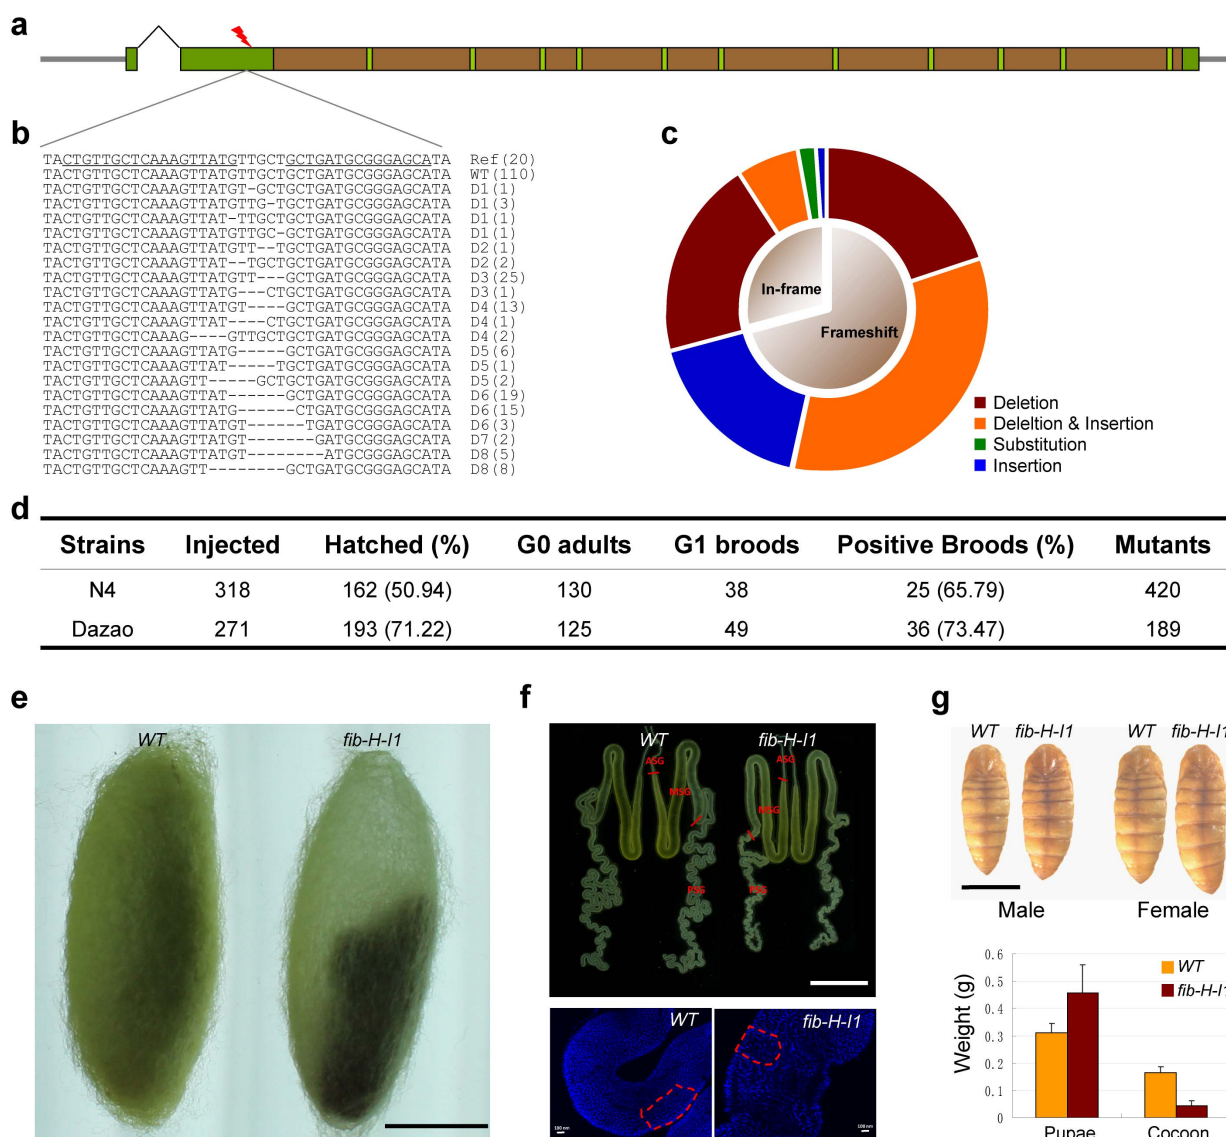 a
b
TACTGTTGCTCAAAGTTATGTTGCTGCTGATGCGGGAGCATA Ref(20)
TACTGTTGCTCAAAGTTATGTTGCTGCTGATGCGGGAGCATA WT(110)
TACTGTTGCTCAAAGTTATGT-GCTGCTGATGCGGGAGCATA D1(1)
TACTGTTGCTCAAAGTTATGTTG-TGCTGATGCGGGAGCATA D1(3)
TACTGTTGCTCAAAGTTAT-TTGCTGCTGATGCGGGAGCATA D1(1)
TACTGTTGCTCAAAGTTATGTTGC-GCTGATGCGGGAGCATA D1(1)
TACTGTTGCTCAAAGTTATGTT--TGCTGATGCGGGAGCATA D2(1)
TACTGTTGCTCAAAGTTAT--TGCTGCTGATGCGGGAGCATA D2(2)
TACTGTTGCTCAAAGTTATGTT---GCTGATGCGGGAGCATA D3(25)
TACTGTTGCTCAAAGTTATG---CTGCTGATGCGGGAGCATA D3(1)
TACTGTTGCTCAAAGTTATGT----GCTGATGCGGGAGCATA D4(13)
TACTGTTGCTCAAAGTTAT----CTGCTGATGCGGGAGCATA D4(1)
TACTGTTGCTCAAAG----GTTGCTGCTGATGCGGGAGCATA D4(2)
TACTGTTGCTCAAAGTTATG-----GCTGATGCGGGAGCATA D5(6)
TACTGTTGCTCAAAGTTAT-----TGCTGATGCGGGAGCATA D5(1)
TACTGTTGCTCAAAGTT-----GCTGCTGATGCGGGAGCATA D5(2)
TACTGTTGCTCAAAGTTAT------GCTGATGCGGGAGCATA D6(19)
TACTGTTGCTCAAAGTTATG------CTGATGCGGGAGCATA D6(15)
TACTGTTGCTCAAAGTTATGT------TGATGCGGGAGCATA D6(3)
TACTGTTGCTCAAAGTTATGT-------GATGCGGGAGCATA D7(2)
TACTGTTGCTCAAAGTTATGT--------ATGCGGGAGCATA D8(5)
TACTGTTGCTCAAAGTT--------GCTGATGCGGGAGCATA D8(8)
c
In-frame
Frameshift
Deletion
Deleltion & Insertion
Substitution
Insertion
d
Strains Injected Hatched (%) G0 adults G1 broods Positive Broods (%) Mutants
N4 318 162 (50.94) 130 38 25 (65.79) 420
Dazao 271 193 (71.22) 125 49 36 (73.47) 189
e
WT fib-H-I1
f
WT fib-H-I1
ASG ASG
MSG MSG
PSG PSG
WT fib-H-I1
100 nm 100 nm
g
WT fib-H-I1 WT fib-H-I1
Male Female
Weight (g)
0.6
0.5
0.4
0.3
0.2
0.1
0
WT
fib-H-I1
Pupae Cocoon